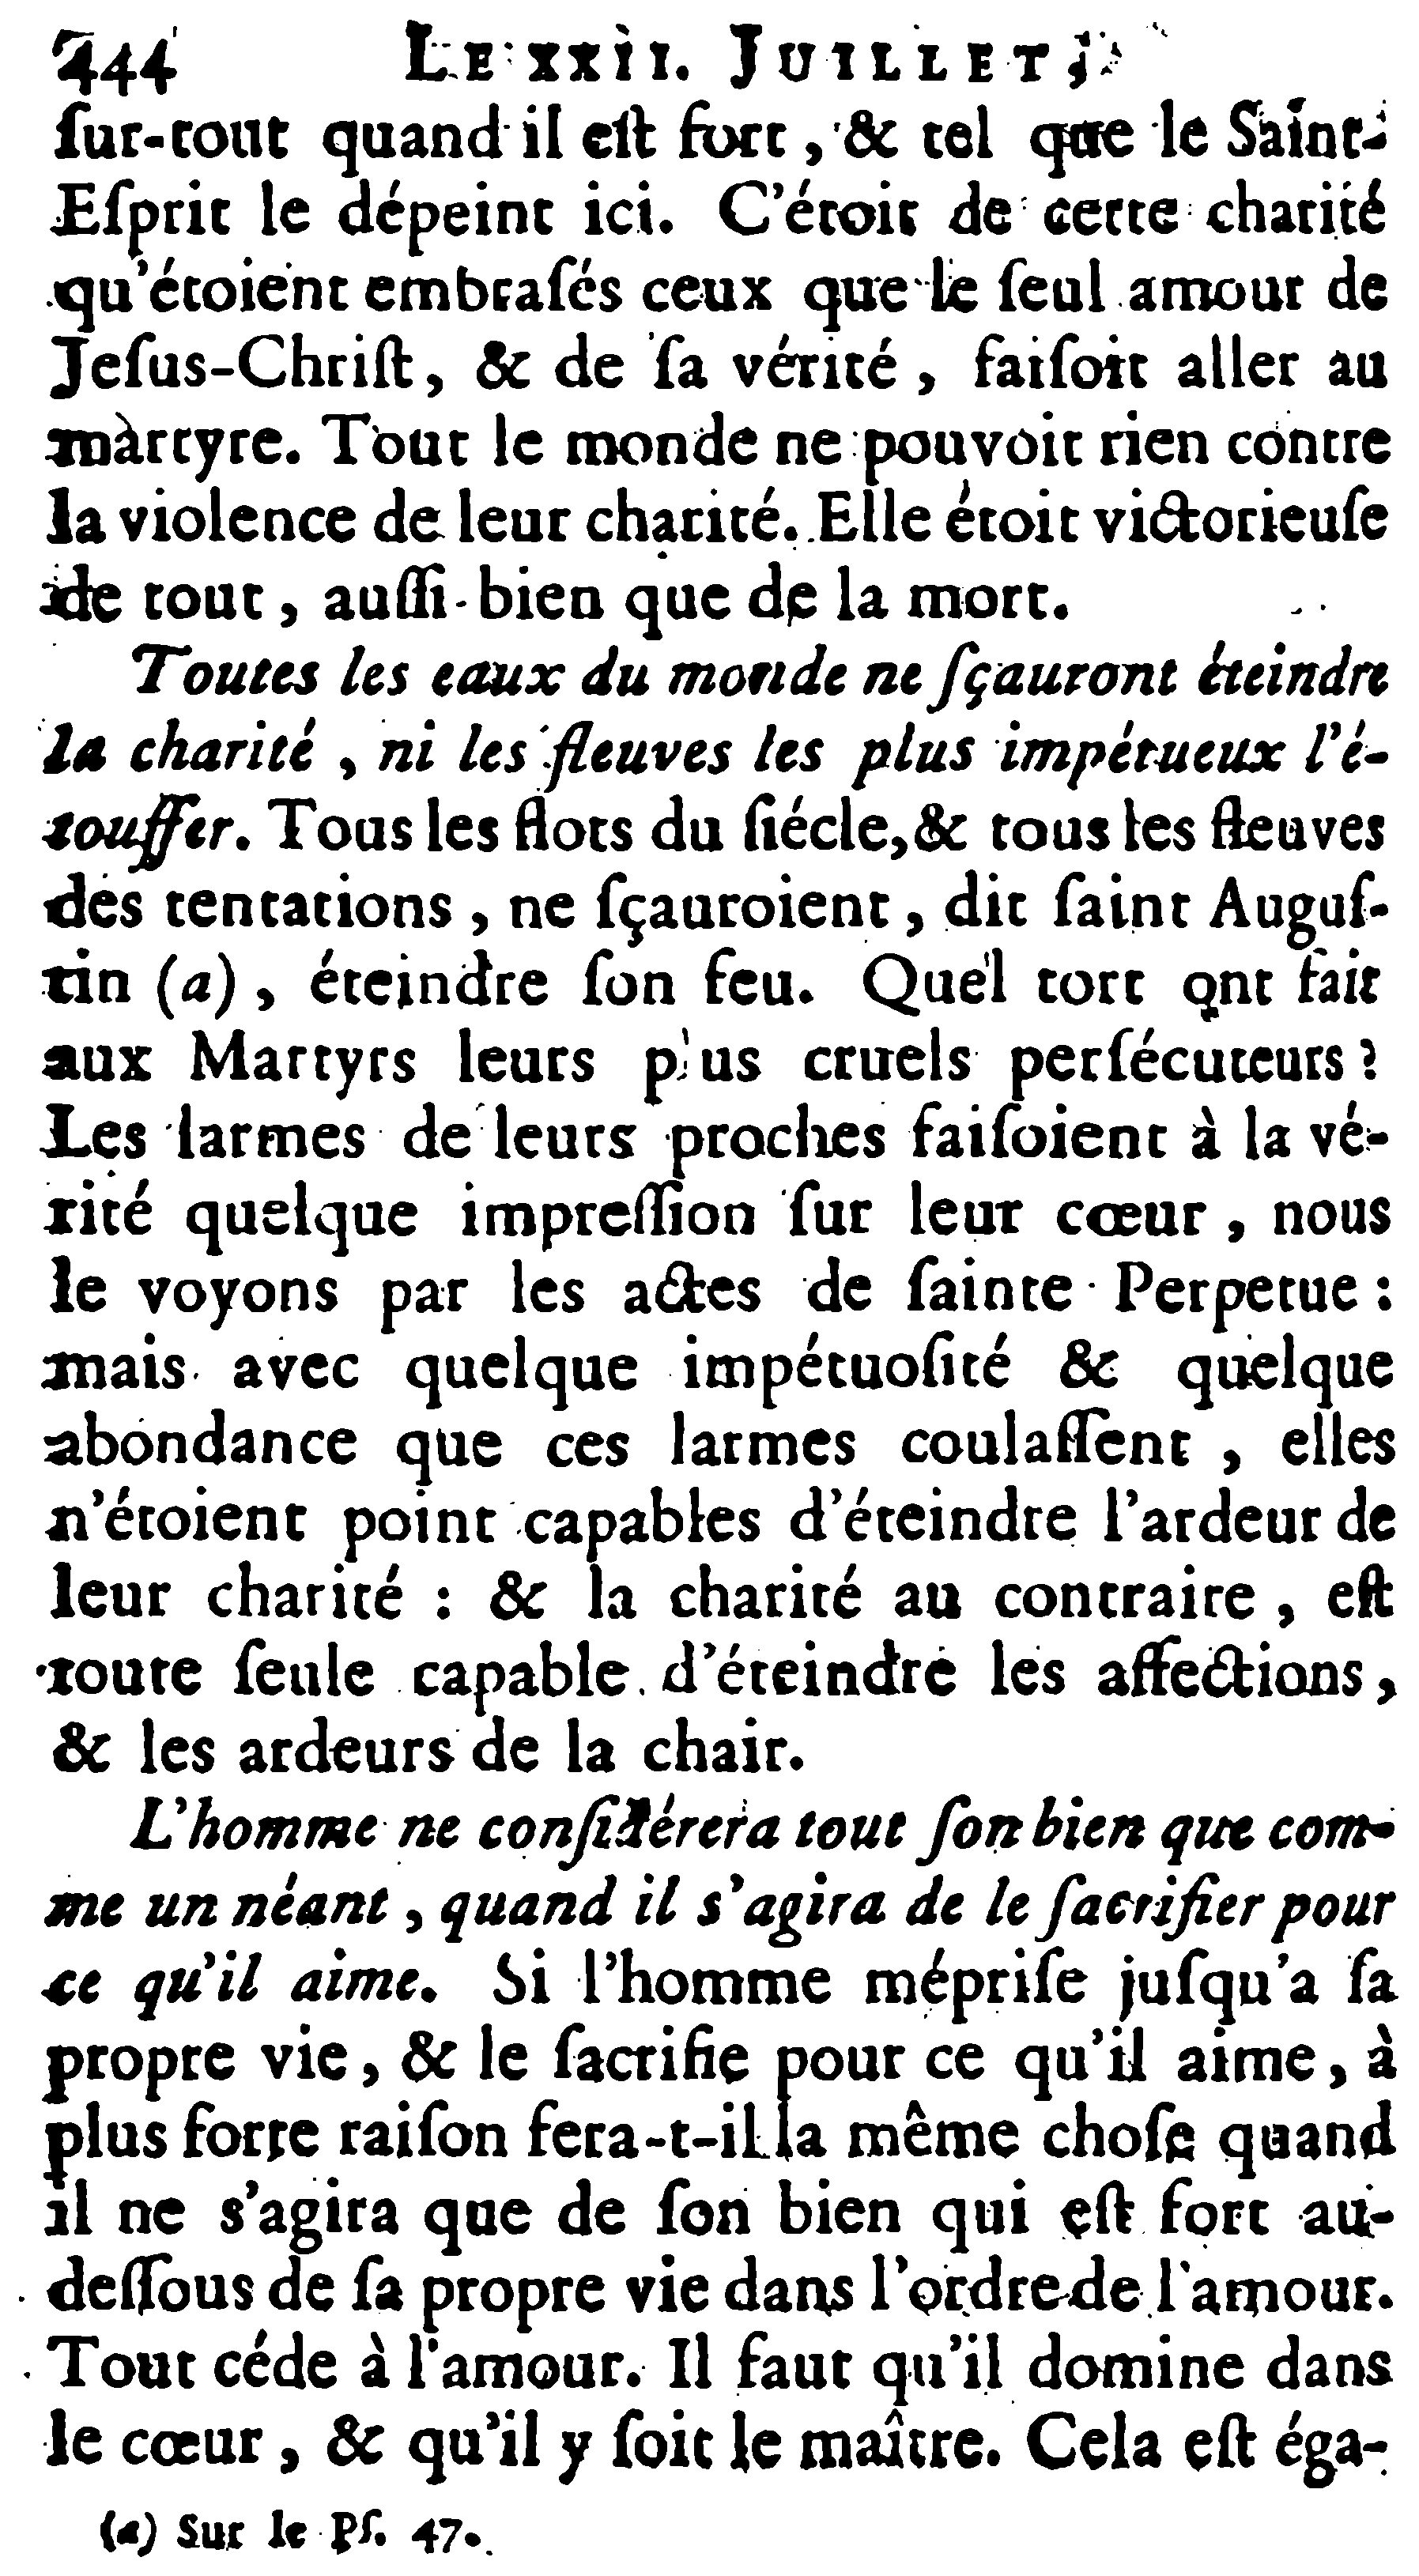 444 LE XXII. JUILLET,
ſur-tout quand il eſt fort, & tel que le Saint-
Eſprit le dépeint ici. C'étoit de cette charité
qu'étoient embraſés ceux que le ſeul amour de
Jeſus-Chriſt, & de ſa vérité, faiſoit aller au
martyre. Tout le monde ne pouvoit rien contre
la violence de leur charité. Elle étoit victorieuſe
de tout, auſſi-bien que de la mort.
Toutes les eaux du monde ne ſçauront éteindre
la charité, ni les fleuves les plus impétueux l'é-
touffer. Tous les flots du ſiécle, & tous les fleuves
des tentations, ne ſçauroient, dit ſaint Auguſ-
tin (a), éteindre ſon feu. Quel tort ont fait
aux Martyrs leurs plus cruels perſécuteurs?
Les larmes de leurs proches faiſoient à la vé-
rité quelque impreſſion ſur leur cœur, nous
le voyons par les actes de ſainte Perpetue:
mais avec quelque impétuoſité & quelque
abondance que ces larmes coulaſſent, elles
n'étoient point capables d'éteindre l'ardeur de
leur charité: & la charité au contraire, eſt
toute ſeule capable d'éteindre les affections,
& les ardeurs de la chair.
L'homme ne conſidérera tout ſon bien que com-
me un néant, quand il s'agira de le ſacrifier pour
ce qu'il aime. Si l'homme mépriſe juſqu'a ſa
propre vie, & le ſacrifie pour ce qu'il aime, à
plus forte raiſon fera-t-il la même choſe quand
il ne s'agira que de ſon bien qui eſt fort au-
deſſous de ſa propre vie dans l'ordre de l'amour.
Tout céde à l'amour. Il faut qu'il domine dans
le cœur, & qu'il y ſoit le maître. Cela eſt éga-
(a) Sur le Pſ. 47.